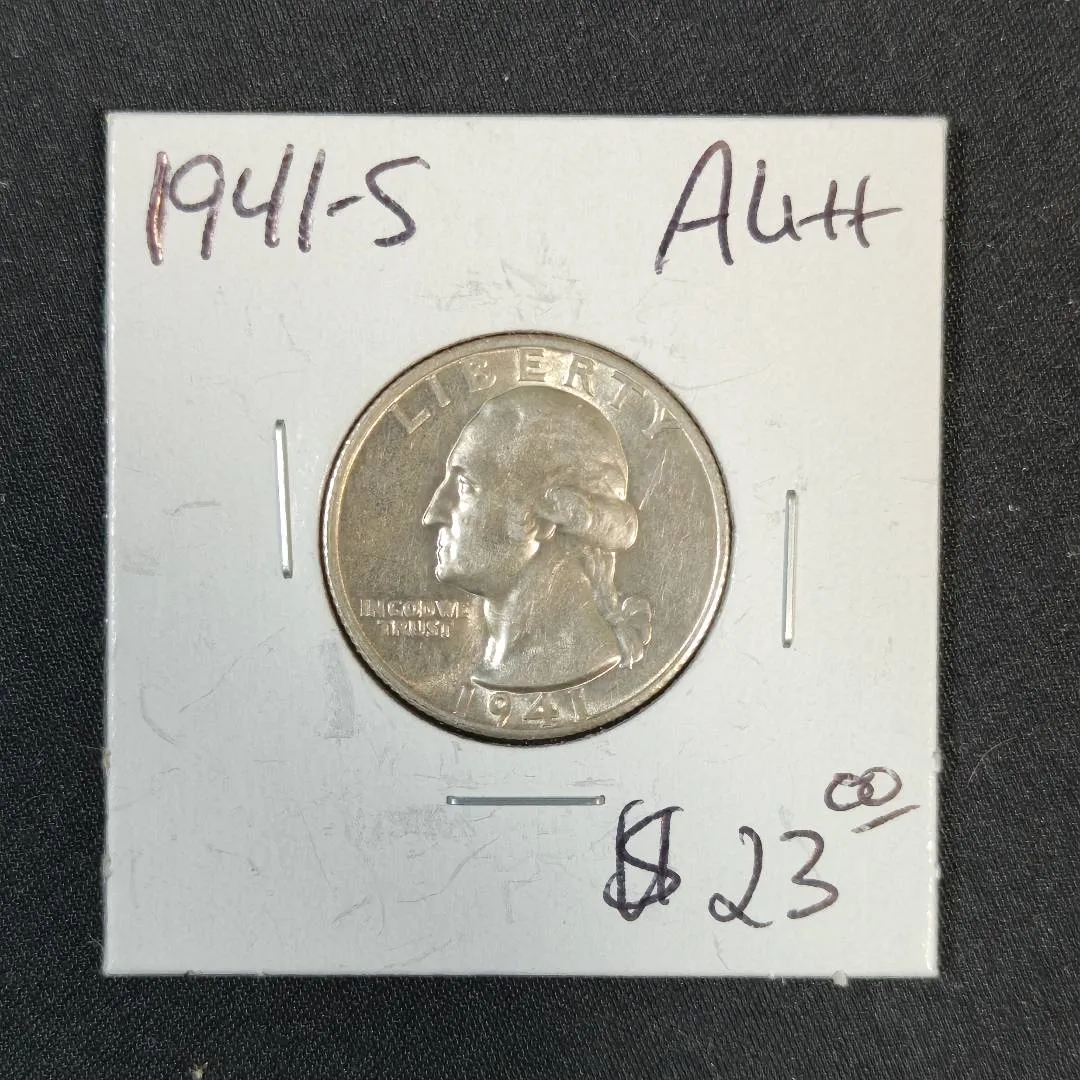 1941-S AU++
LIBERTY
IN GOD WE
TRUST
1941
$23.00